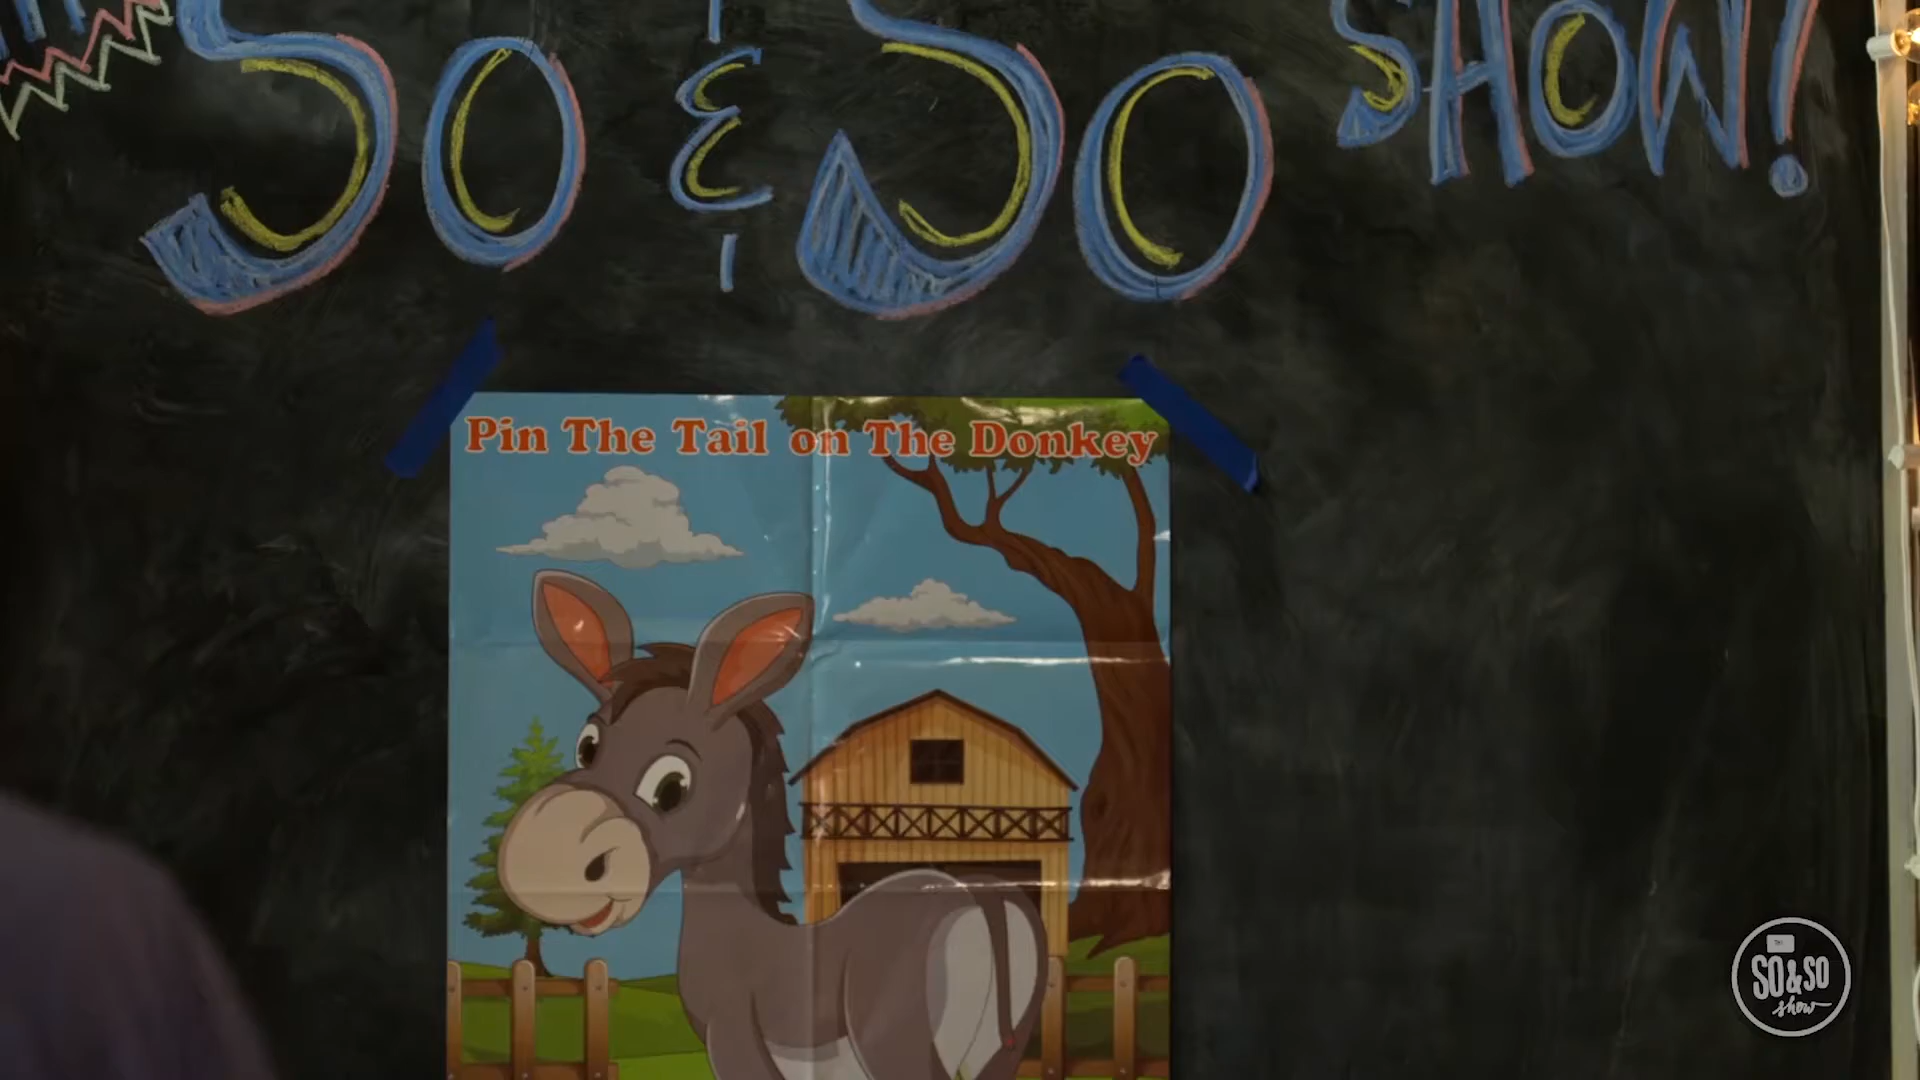 SO & SO SHOW!
Pin The Tail on The Donkey
SO & SO
show